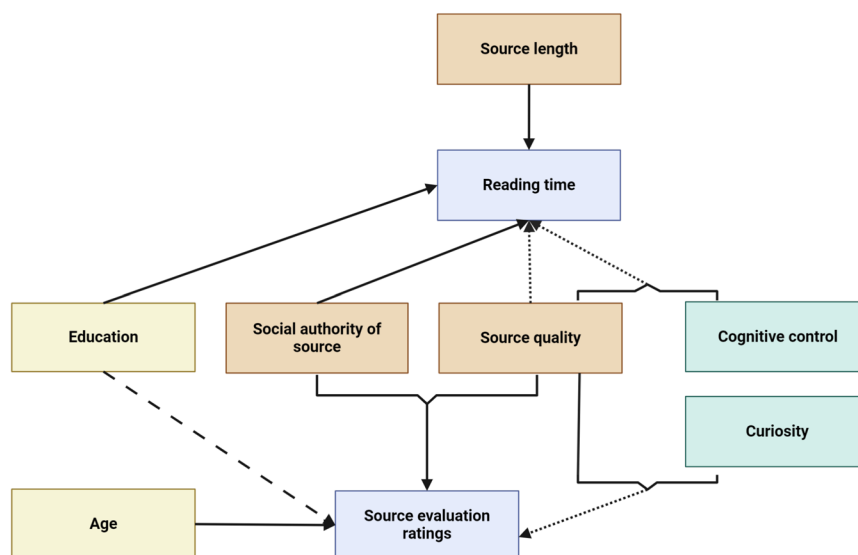 Source length
Reading time
Education
Social authority of
source
Source quality
Cognitive control
Curiosity
Age
Source evaluation
ratings